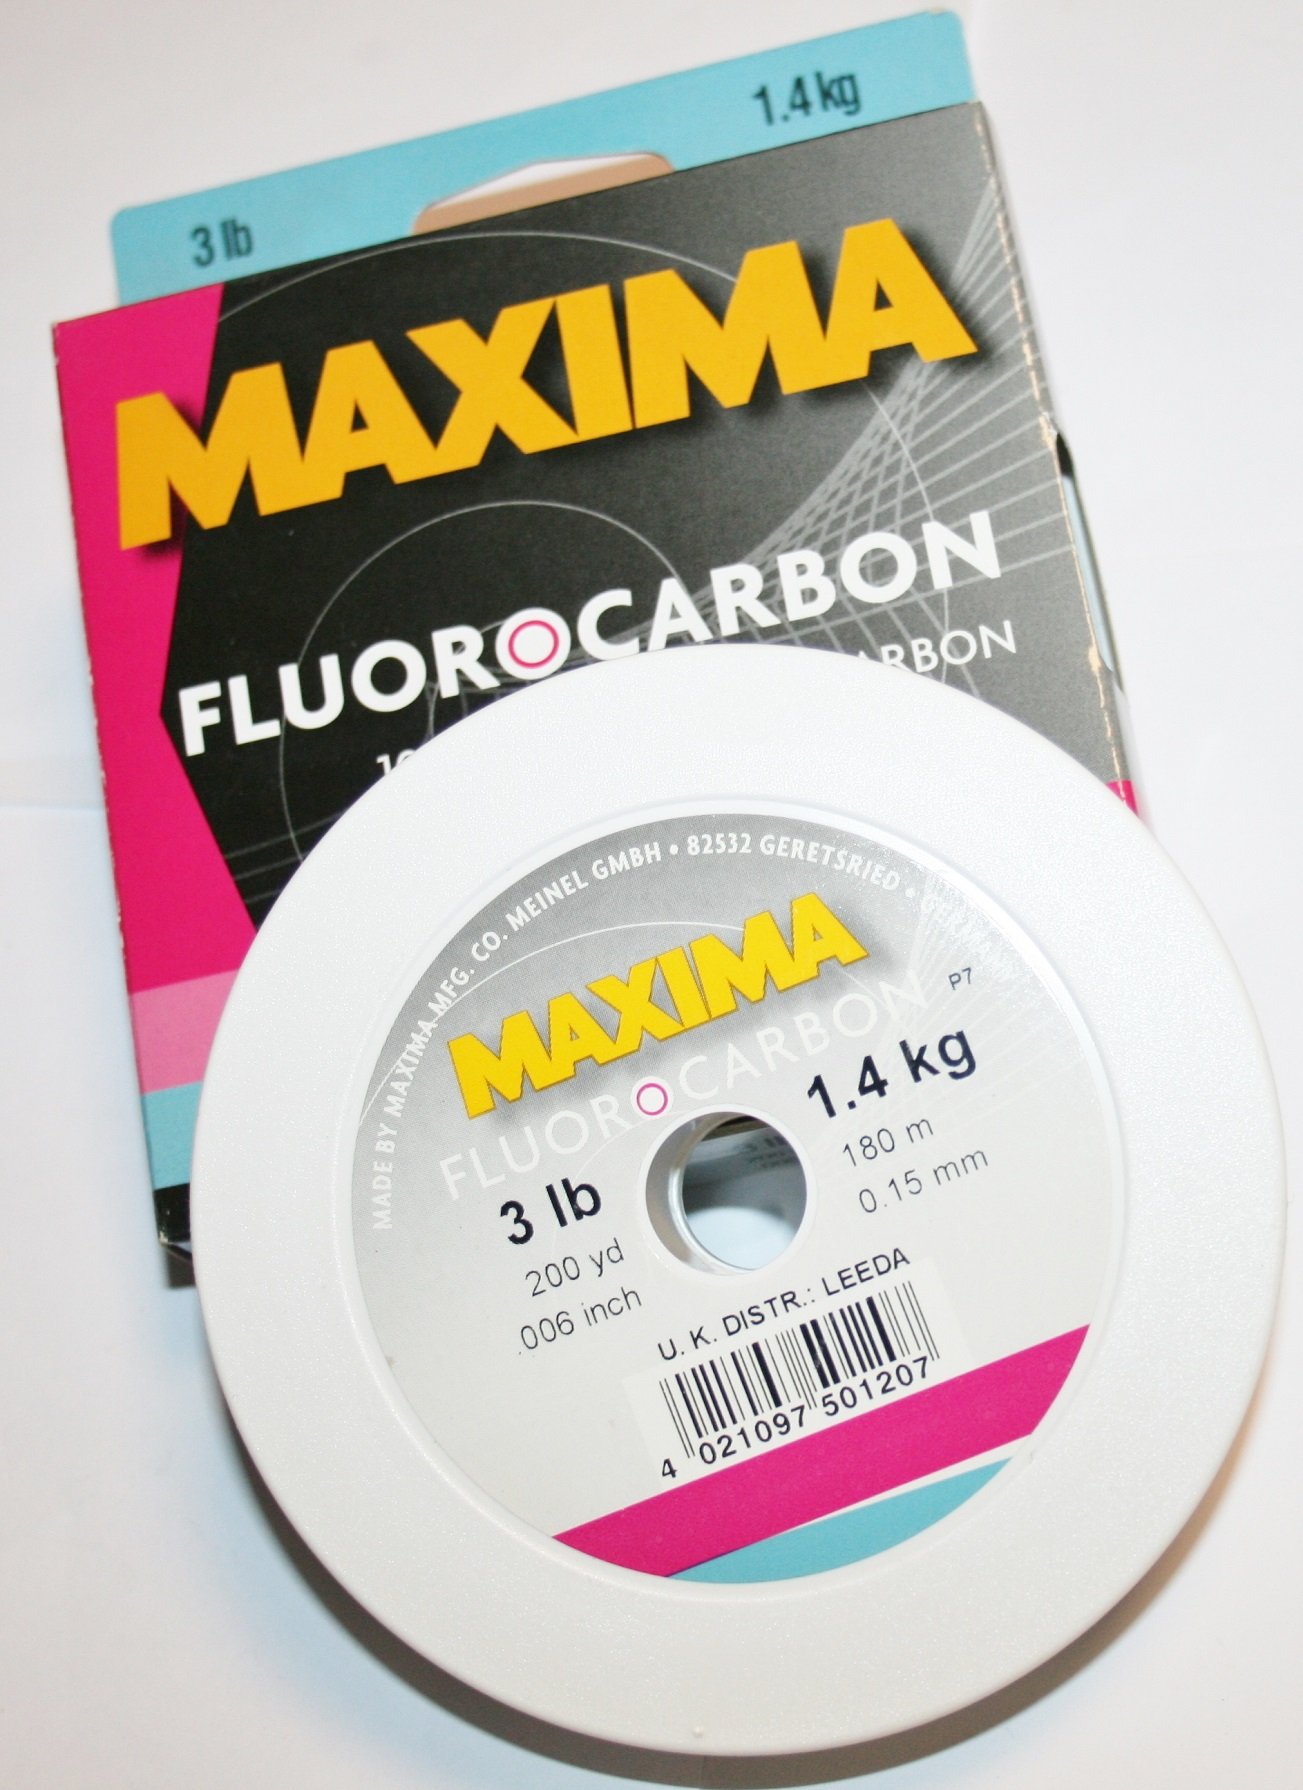 3 lb 1.4 kg
MAXIMA
FLUOROCARBON
MADE BY MAXIMA MFG. CO. MEINEL GMBH • 82532 GERETSRIED •
MAXIMA
FLUOROCARBON P7
3 lb 1.4 kg
200 yd 180 m
.006 inch 0.15 mm
U. K. DISTR.: LEEDA
4 021097 501207